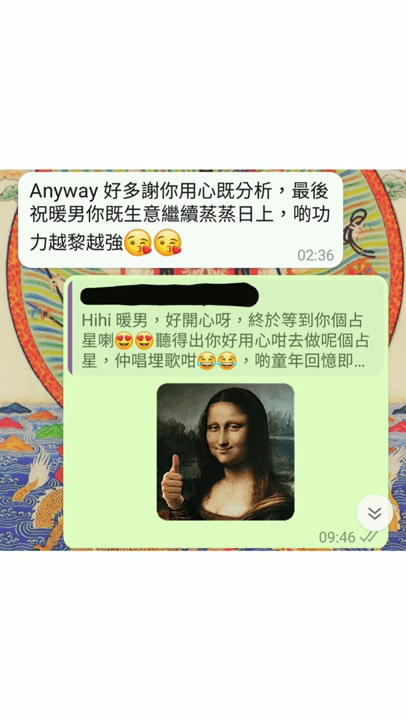 Anyway 好多謝你用心既分析，最後
祝暖男你既生意繼續蒸蒸日上，啲功
力越黎越強😘😘
02:36
Hihi 暖男，好開心呀，終於等到你個占
星喇😍😍聽得出你好用心咁去做呢個占
星，仲唱埋歌咁😂😂，啲童年回憶即...
09:46